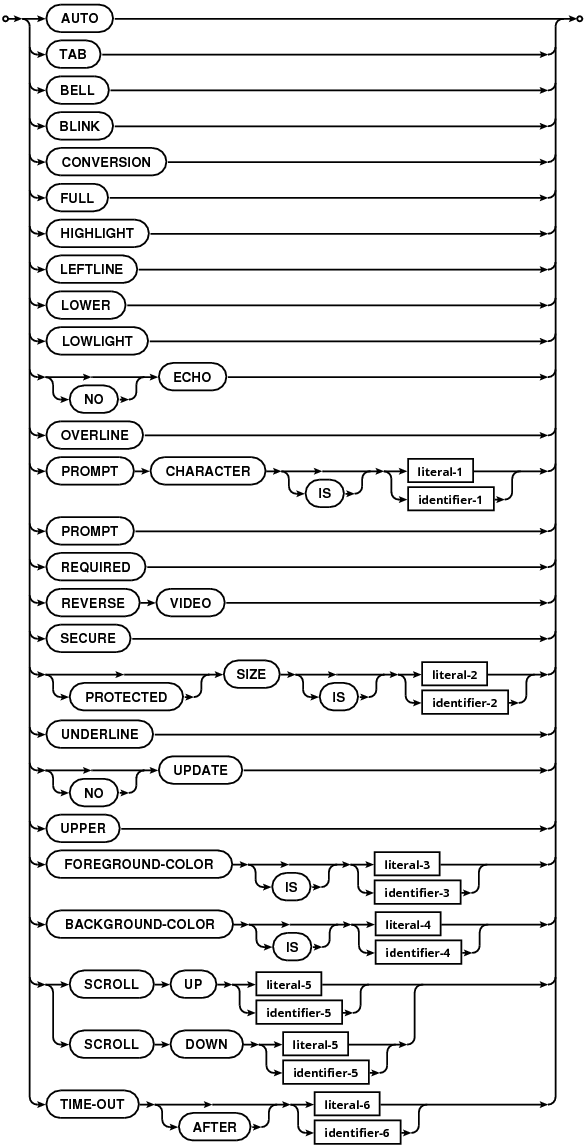 AUTO
TAB
BELL
BLINK
CONVERSION
FULL
HIGHLIGHT
LEFTLINE
LOWER
LOWLIGHT
ECHO
NO
OVERLINE
PROMPT CHARACTER literal-1
IS identifier-1
PROMPT
REQUIRED
REVERSE VIDEO
SECURE
SIZE literal-2
PROTECTED IS identifier-2
UNDERLINE
UPDATE
NO
UPPER
FOREGROUND-COLOR literal-3
IS identifier-3
BACKGROUND-COLOR literal-4
IS identifier-4
SCROLL UP literal-5
identifier-5
SCROLL DOWN literal-5
identifier-5
TIME-OUT literal-6
AFTER identifier-6